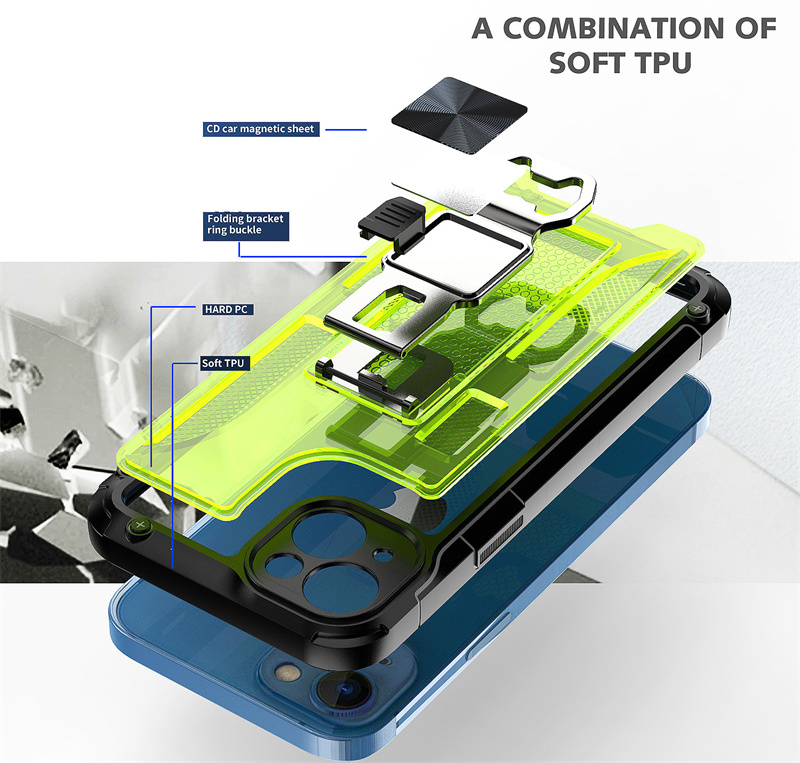 A COMBINATION OF
SOFT TPU
CD car magnetic sheet
Folding bracket
ring buckle
HARD PC
Soft TPU